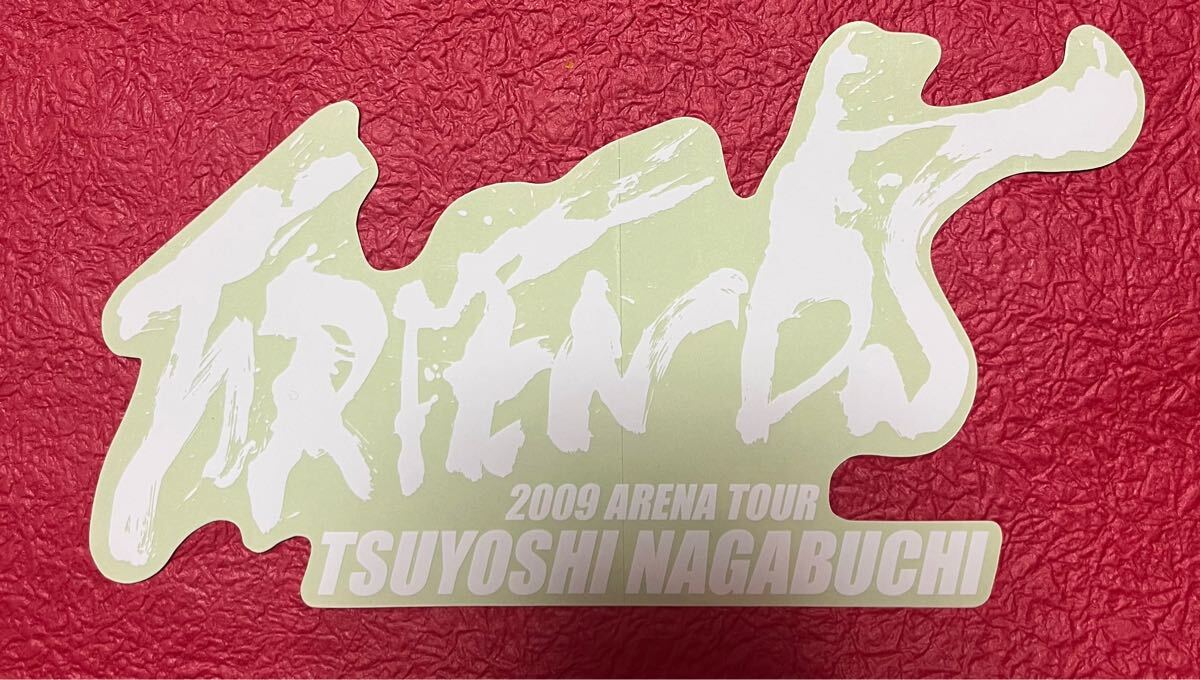 FRIENDS
2009 ARENA TOUR
TSUYOSHI NAGABUCHI